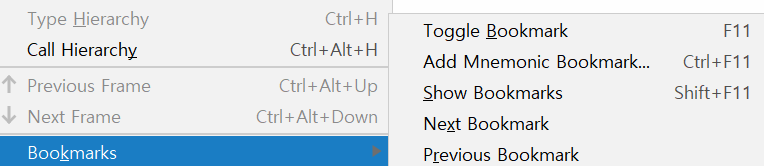 Type Hierarchy Ctrl+H
Call Hierarchy Ctrl+Alt+H
Previous Frame Ctrl+Alt+Up
Next Frame Ctrl+Alt+Down
Bookmarks
Toggle Bookmark F11
Add Mnemonic Bookmark... Ctrl+F11
Show Bookmarks Shift+F11
Next Bookmark
Previous Bookmark